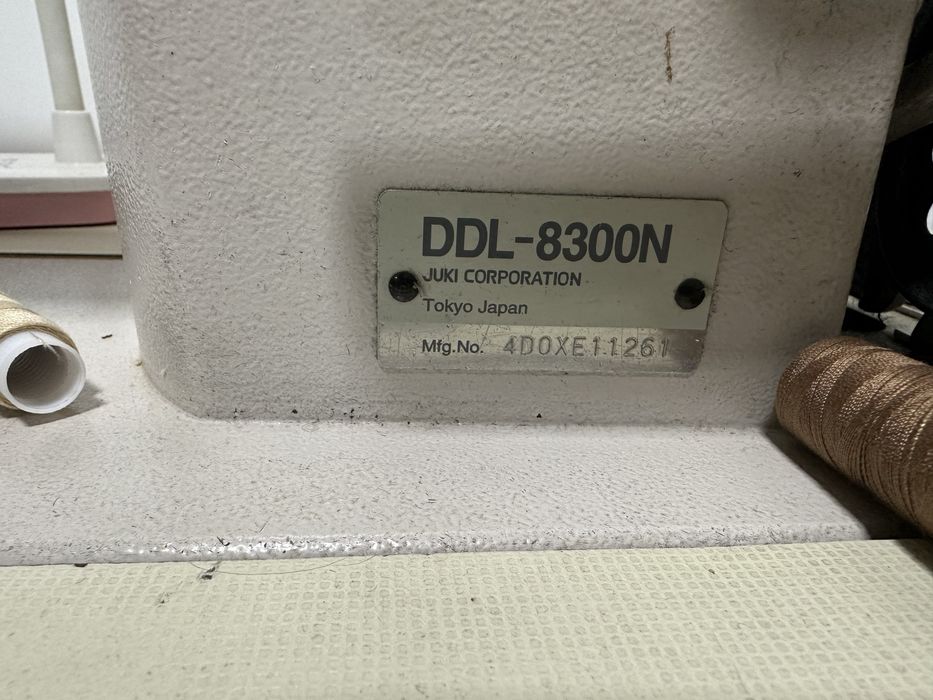 DDL-8300N
JUKI CORPORATION
Tokyo Japan
Mfg.No. 4D0XE11261